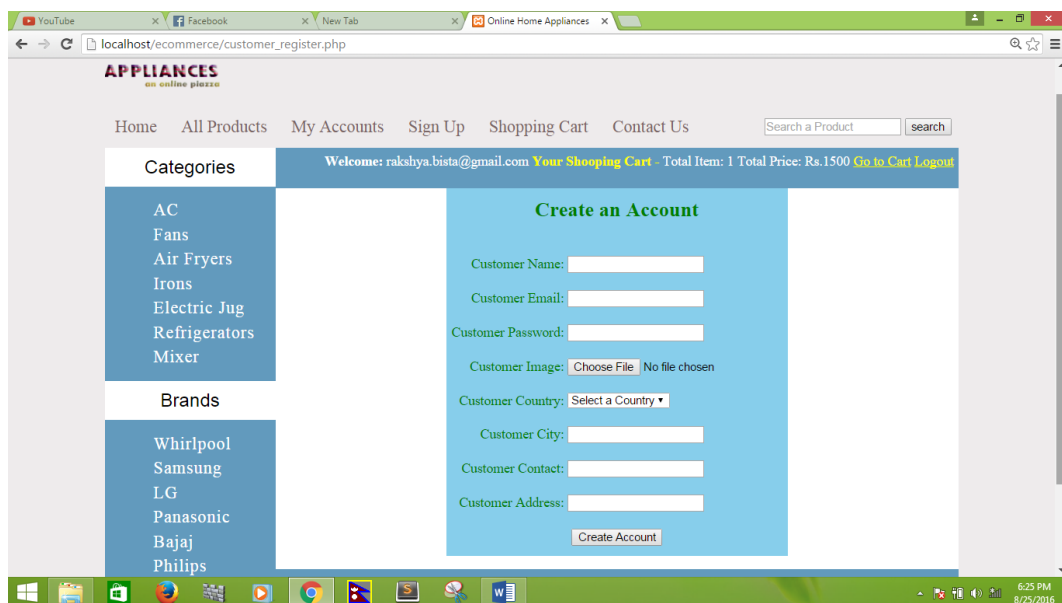 YouTube
Facebook
New Tab
Online Home Appliances
localhost/ecommerce/customer_register.php
APPLIANCES
an online plazza
Home All Products My Accounts Sign Up Shopping Cart Contact Us Search a Product search
Categories
Welcome: rakshya.bista@gmail.com Your Shooping Cart - Total Item: 1 Total Price: Rs.1500 Go to Cart Logout
AC
Fans
Air Fryers
Irons
Electric Jug
Refrigerators
Mixer
Brands
Whirlpool
Samsung
LG
Panasonic
Bajaj
Philips
Create an Account
Customer Name:
Customer Email:
Customer Password:
Customer Image: Choose File No file chosen
Customer Country: Select a Country
Customer City:
Customer Contact:
Customer Address:
Create Account
6:25 PM
8/25/2016